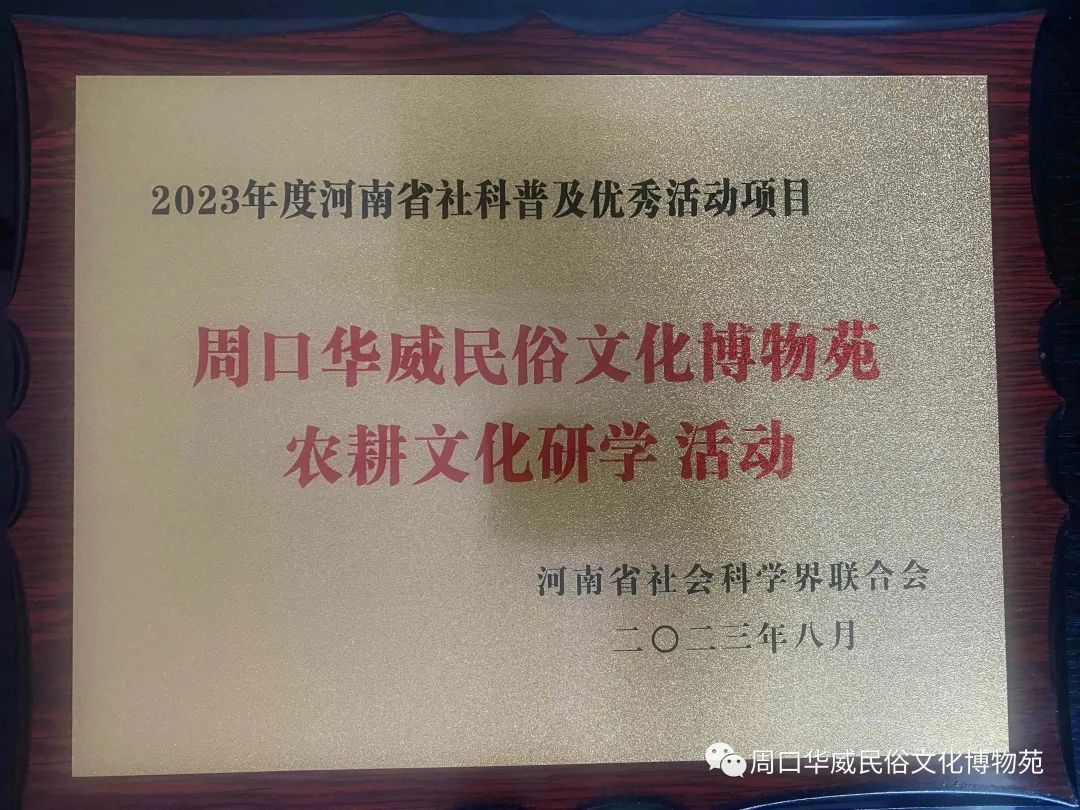 2023年度河南省社科普及优秀活动项目
周口华威民俗文化博物苑
农耕文化研学 活动
河南省社会科学界联合会
二〇二三年八月
周口华威民俗文化博物苑